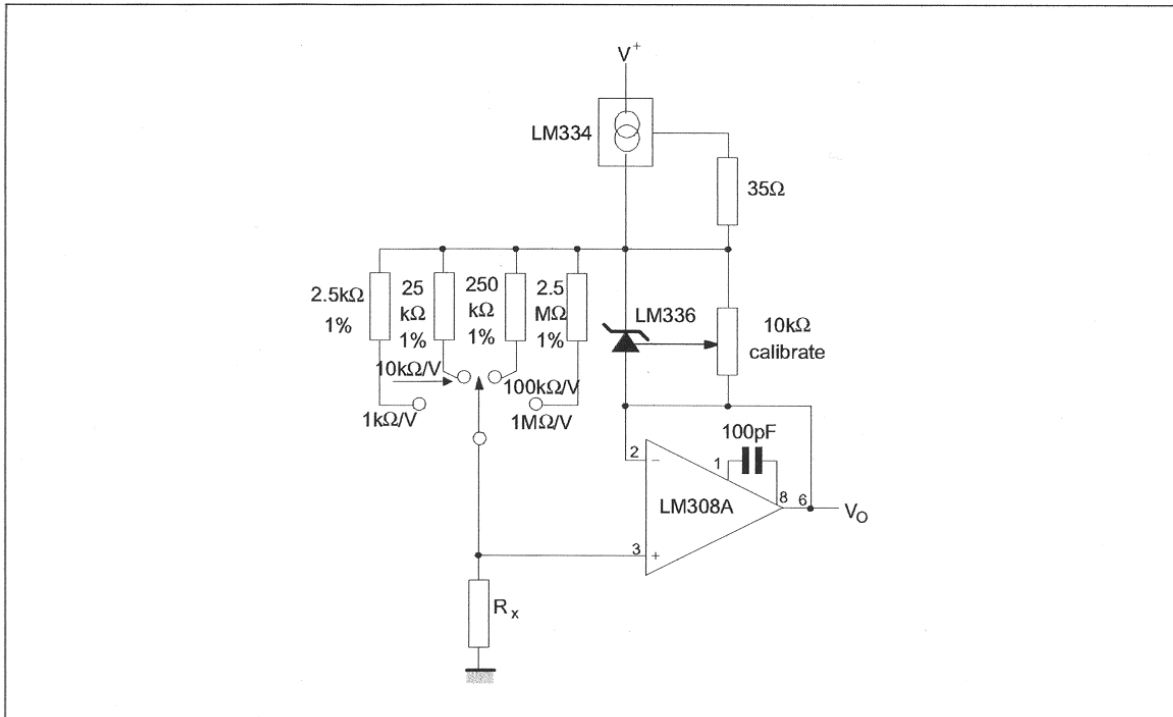 V+
LM334
35Ω
2.5kΩ
1%
25
kΩ
1%
250
kΩ
1%
2.5
MΩ
1%
LM336
10kΩ
calibrate
10kΩ/V
100kΩ/V
1kΩ/V
1MΩ/V
100pF
2
−
1
LM308A
8
6
VO
3
+
Rx